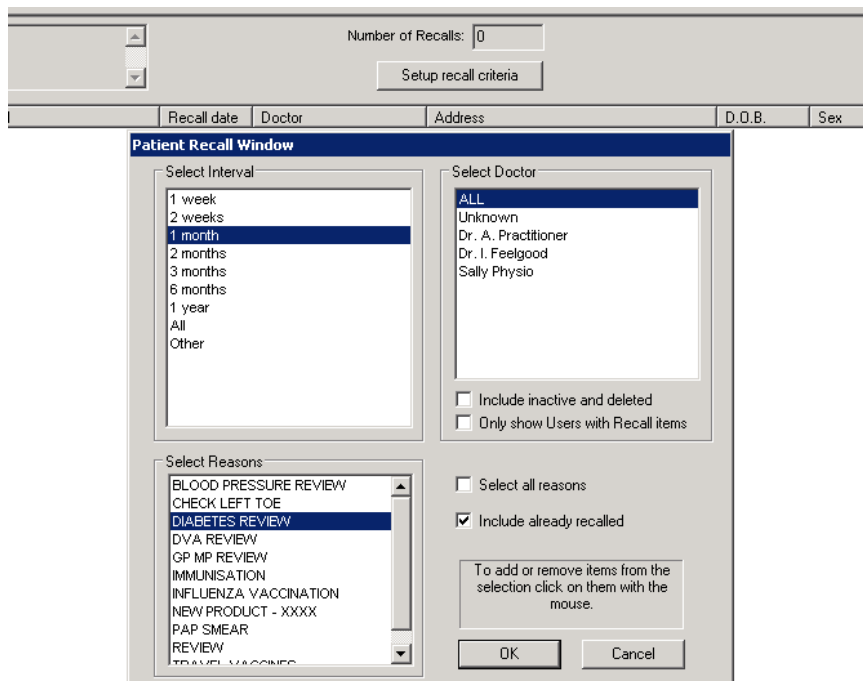 Number of Recalls: 0
Setup recall criteria
Recall date Doctor Address D.O.B. Sex
Patient Recall Window
Select Interval
1 week
2 weeks
1 month
2 months
3 months
6 months
1 year
All
Other
Select Doctor
ALL
Unknown
Dr. A. Practitioner
Dr. I. Feelgood
Sally Physio
Include inactive and deleted
Only show Users with Recall items
Select Reasons
BLOOD PRESSURE REVIEW
CHECK LEFT TOE
DIABETES REVIEW
DVA REVIEW
GP MP REVIEW
IMMUNISATION
INFLUENZA VACCINATION
NEW PRODUCT - XXXX
PAP SMEAR
REVIEW
TRAVEL VACCINES
Select all reasons
Include already recalled
To add or remove items from the
selection click on them with the
mouse.
OK Cancel